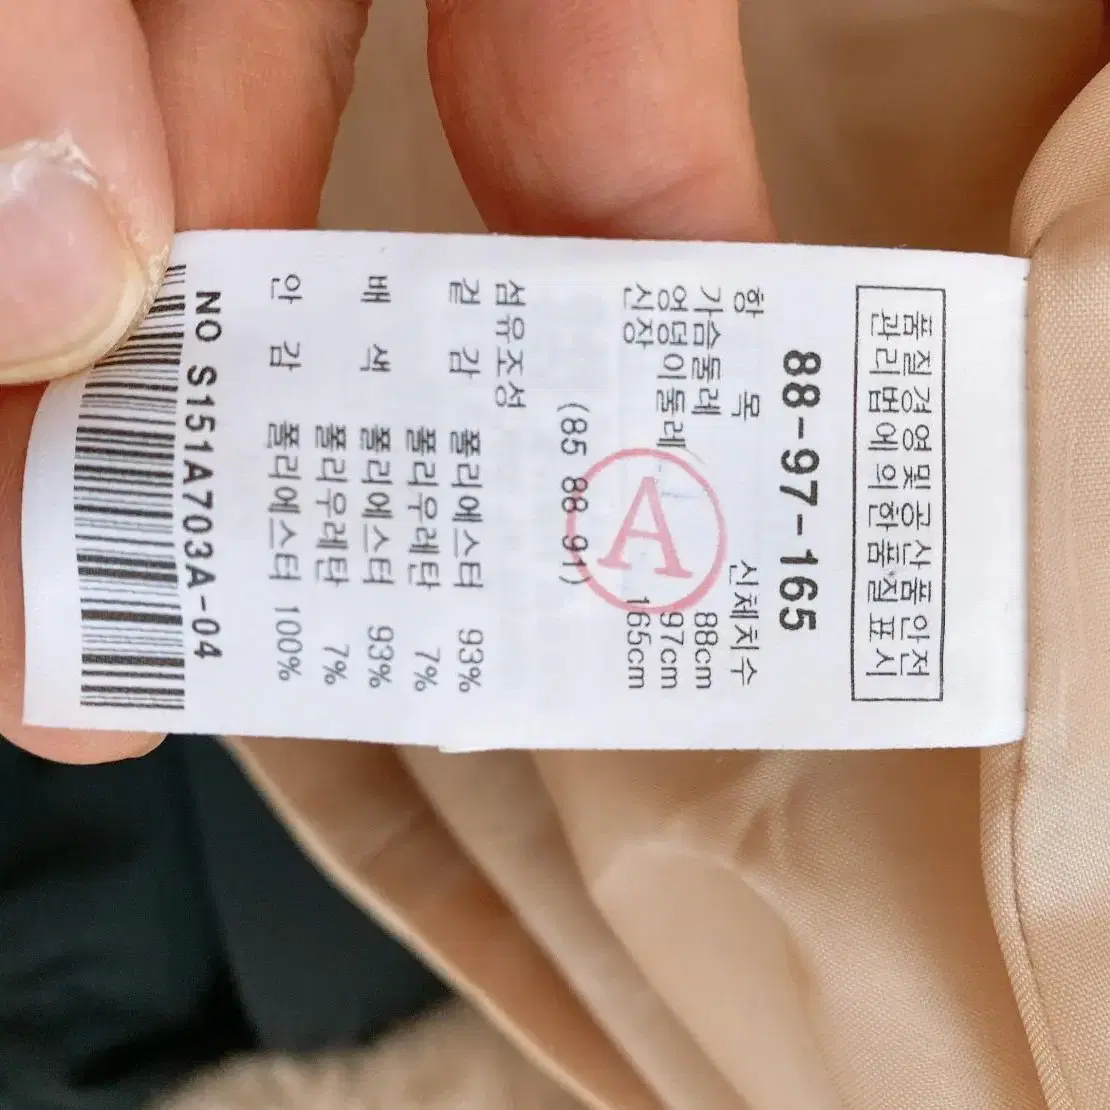 품질경영및공산품안전
관리법에 의한품질 표시
88-97-165
항 목 신체치수
가슴둘레 88cm
엉덩이둘레 97cm
신장 165cm
A
(85 88-91)
섬유조성
겉 감 폴리에스터 93%
폴리우레탄 7%
배 색 폴리에스터 93%
폴리우레탄 7%
안 감 폴리에스터 100%
NO S151A703A-04